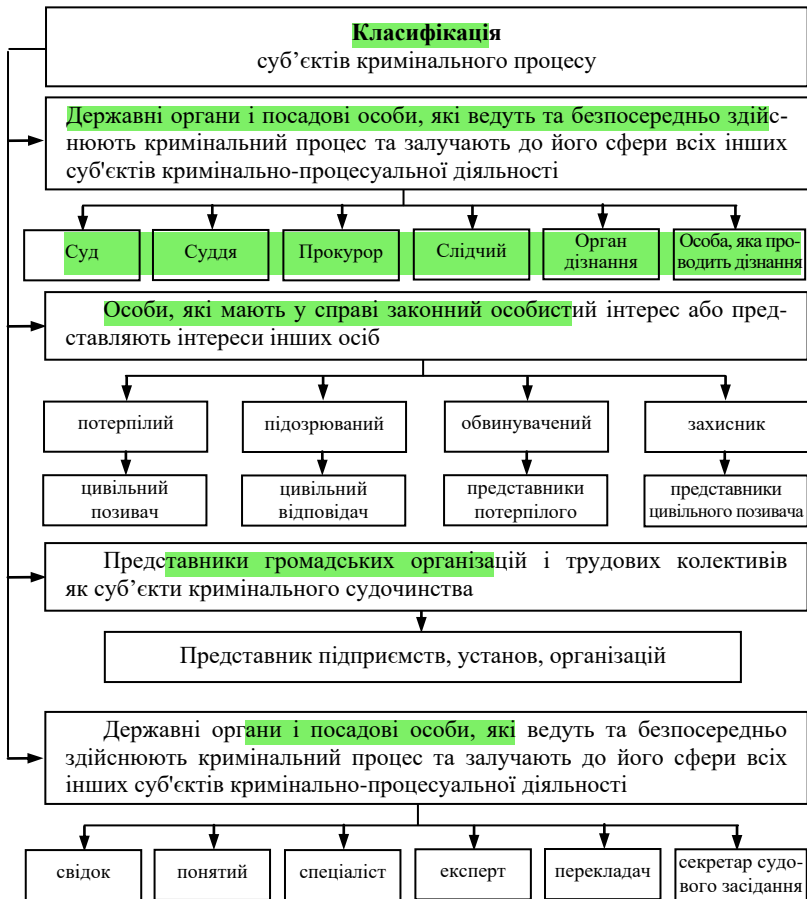 Класифікація
суб’єктів кримінального процесу
Державні органи і посадові особи, які ведуть та безпосередньо здійс-
нюють кримінальний процес та залучають до його сфери всіх інших
суб'єктів кримінально-процесуальної діяльності
Суд
Суддя
Прокурор
Слідчий
Орган
дізнання
Особа, яка про-
водить дізнання
Особи, які мають у справі законний особистий інтерес або пред-
ставляють інтереси інших осіб
потерпілий
підозрюваний
обвинувачений
захисник
цивільний
позивач
цивільний
відповідач
представники
потерпілого
представники
цивільного позивача
Представники громадських організацій і трудових колективів
як суб’єкти кримінального судочинства
Представник підприємств, установ, організацій
Державні органи і посадові особи, які ведуть та безпосередньо
здійснюють кримінальний процес та залучають до його сфери всіх
інших суб'єктів кримінально-процесуальної діяльності
свідок
понятий
спеціаліст
експерт
перекладач
секретар судо-
вого засідання